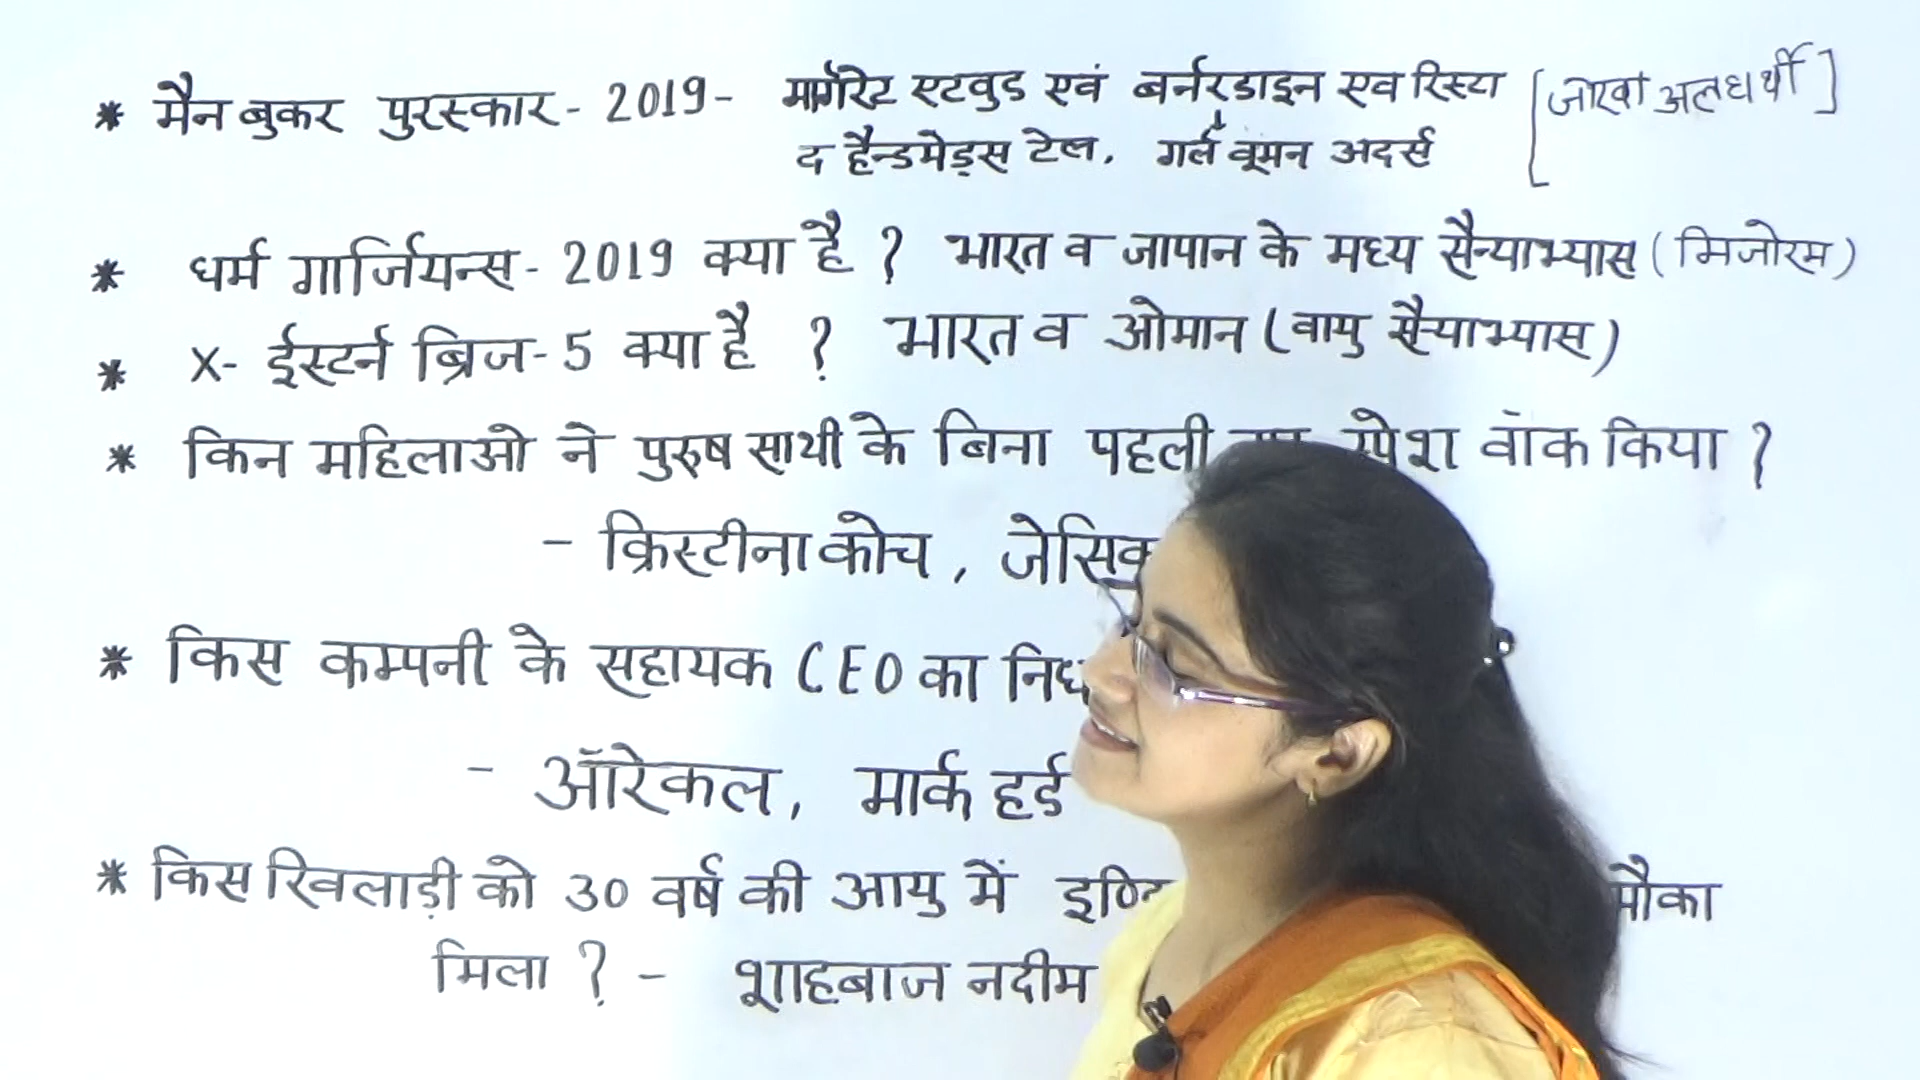 * मैन बुकर पुरस्कार - 2019 - मार्गरेट एटवुड एवं बर्नरडाइन एवरिस्टा [जोखा अलहार्थी]
द हैन्डमेड्स टेल, गर्ल वूमन अदर्स
* धर्म गार्जियन्स - 2019 क्या है ? भारत व जापान के मध्य सैन्याभ्यास (मिजोरम)
* X- ईस्टर्न ब्रिज - 5 क्या है ? भारत व ओमान (वायु सैन्याभ्यास)
* किन महिलाओ ने पुरुष साथी के बिना पहली स्पेश वॉक किया ?
- क्रिस्टीना कोच, जेसिक
* किस कम्पनी के सहायक CEO का निध
- ऑरेकल, मार्क हर्ड
* किस खिलाड़ी को 30 वर्ष की आयु में मौका
मिला ? - शाहबाज नदीम